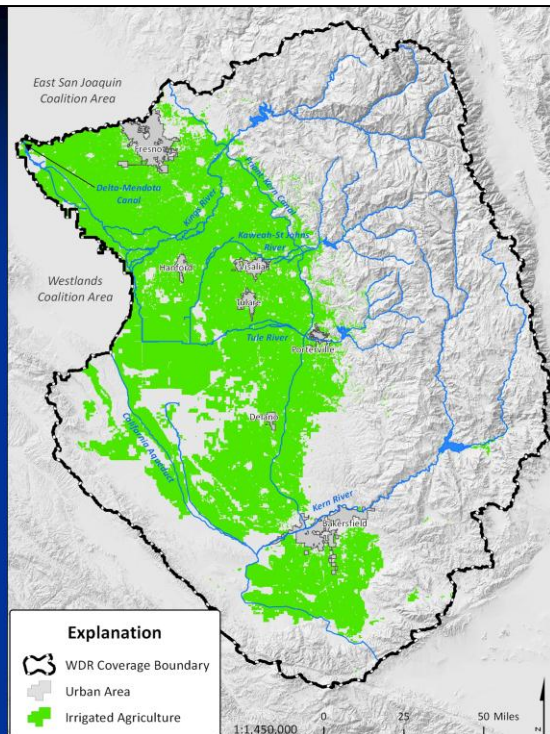 East San Joaquin
Coalition Area
Fresno
Delta-Mendota
Canal
Kings River
Friant-Kern Canal
Kaweah-St Johns
River
Westlands
Coalition Area
Hanford
Visalia
Tulare
Tule River
Porterville
California Aqueduct
Delano
Kern River
Bakersfield
Explanation
WDR Coverage Boundary
Urban Area
Irrigated Agriculture
0 25 50 Miles
1:1,450,000
N